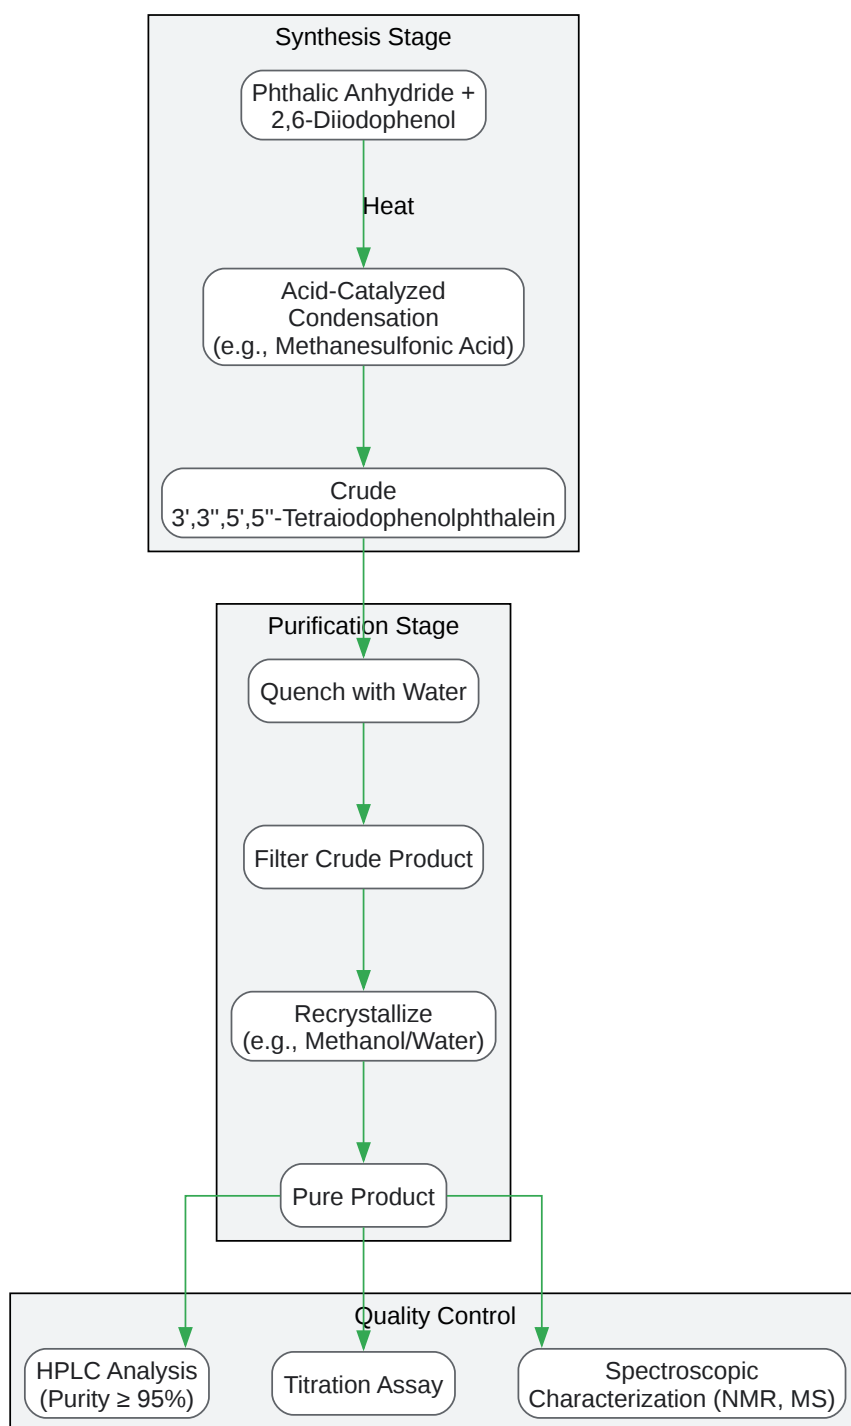 Synthesis Stage
Phthalic Anhydride +
2,6-Diiodophenol
Heat
Acid-Catalyzed
Condensation
(e.g., Methanesulfonic Acid)
Crude
3',3'',5',5''-Tetraiodophenolphthalein
Purification Stage
Quench with Water
Filter Crude Product
Recrystallize
(e.g., Methanol/Water)
Pure Product
Quality Control
HPLC Analysis
(Purity ≥ 95%)
Titration Assay
Spectroscopic
Characterization (NMR, MS)